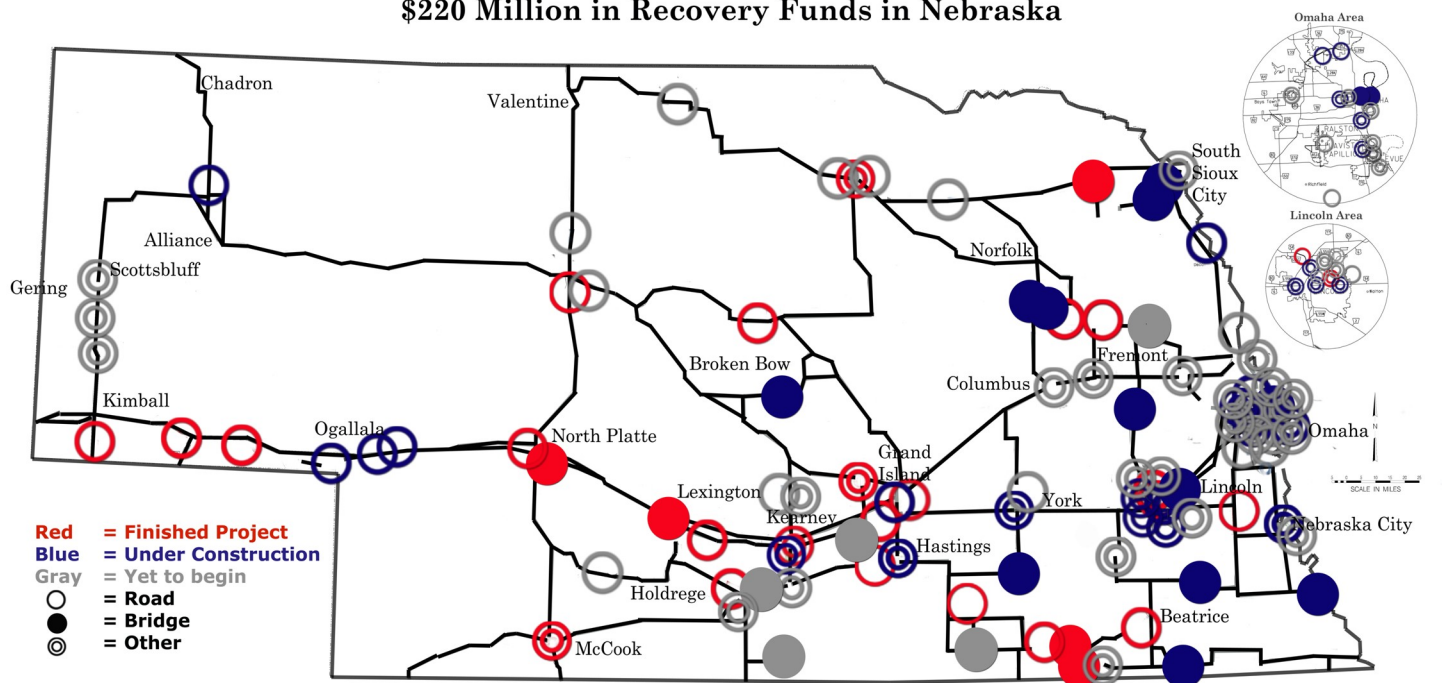 $220 Million in Recovery Funds in Nebraska
Omaha Area
Chadron
Valentine
RALSTON
South
Sioux
City
Lincoln Area
Alliance
Norfolk
Scottsbluff
Gering
Broken Bow
Fremont
Columbus
Kimball
Ogallala
North Platte
Omaha
N
Grand
Island
SCALE IN MILES
Lexington
Lincoln
York
Kearney
Nebraska City
Hastings
Red = Finished Project
Blue = Under Construction
Gray = Yet to begin
= Road
= Bridge
= Other
Holdrege
Beatrice
McCook